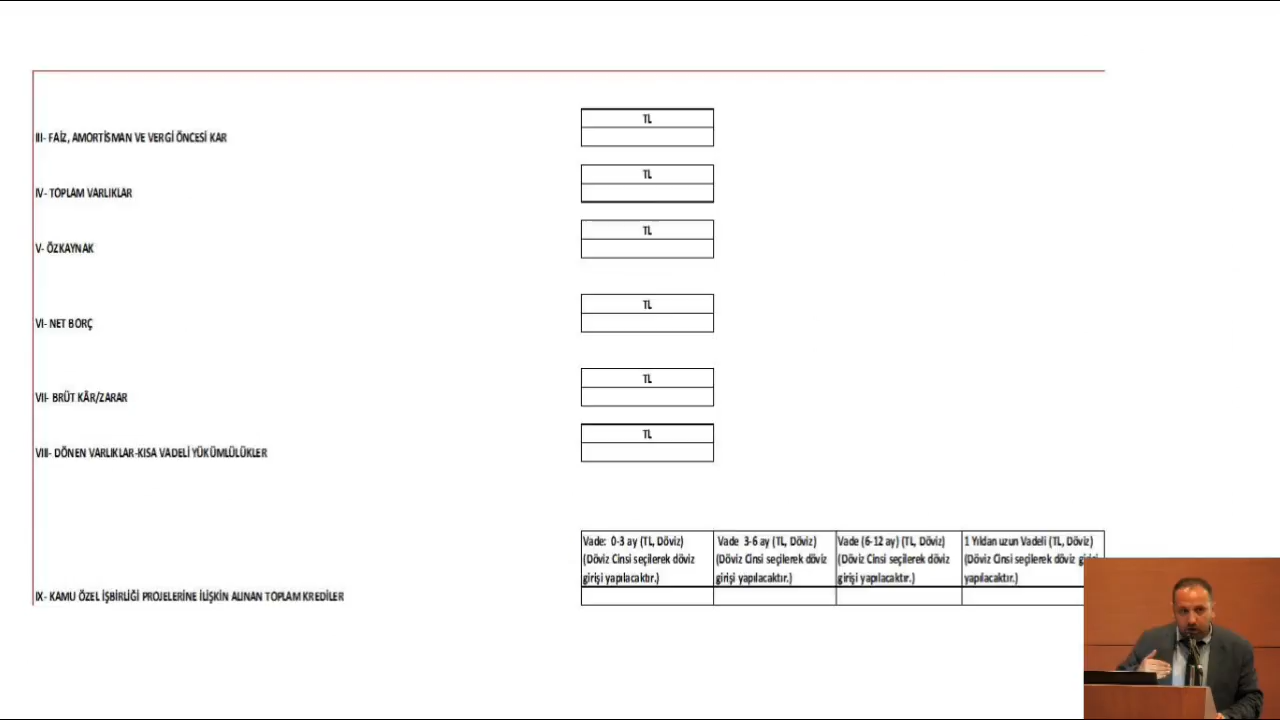 TL
III- FAİZ, AMORTİSMAN VE VERGİ ÖNCESİ KAR
TL
IV- TOPLAM VARLIKLAR
TL
V- ÖZKAYNAK
TL
VI- NET BORÇ
TL
VII- BRÜT KÂR/ZARAR
TL
VIII- DÖNEN VARLIKLAR-KISA VADELİ YÜKÜMLÜLÜKLER
Vade: 0-3 ay (TL, Döviz)
(Döviz Cinsi seçilerek döviz
girişi yapılacaktır.)
Vade 3-6 ay (TL, Döviz)
(Döviz Cinsi seçilerek döviz
girişi yapılacaktır.)
Vade (6-12 ay) (TL, Döviz)
(Döviz Cinsi seçilerek döviz
girişi yapılacaktır.)
1 Yıldan uzun Vadeli (TL, Döviz)
(Döviz Cinsi seçilerek döviz girişi
yapılacaktır.)
IX- KAMU ÖZEL İŞBİRLİĞİ PROJELERİNE İLİŞKİN ALINAN TOPLAM KREDİLER